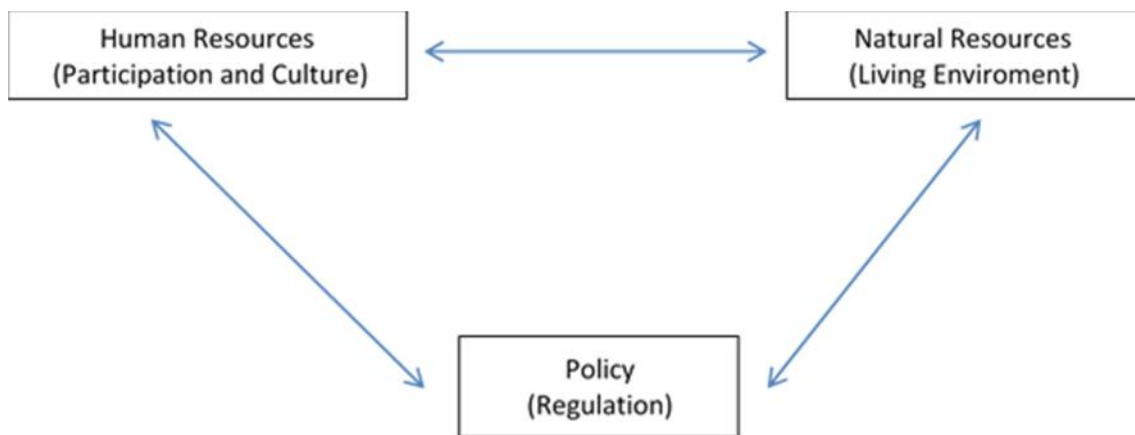 Human Resources
(Participation and Culture)
Natural Resources
(Living Enviroment)
Policy
(Regulation)